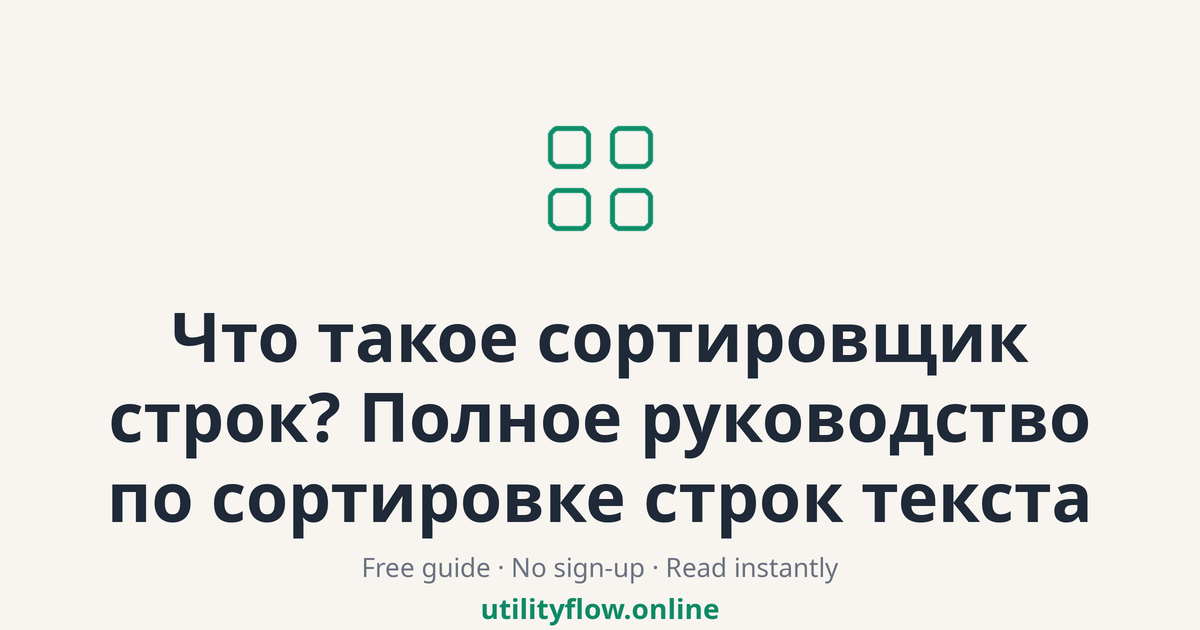 Что такое сортировщик
строк? Полное руководство
по сортировке строк текста
Free guide · No sign-up · Read instantly
utilityflow.online